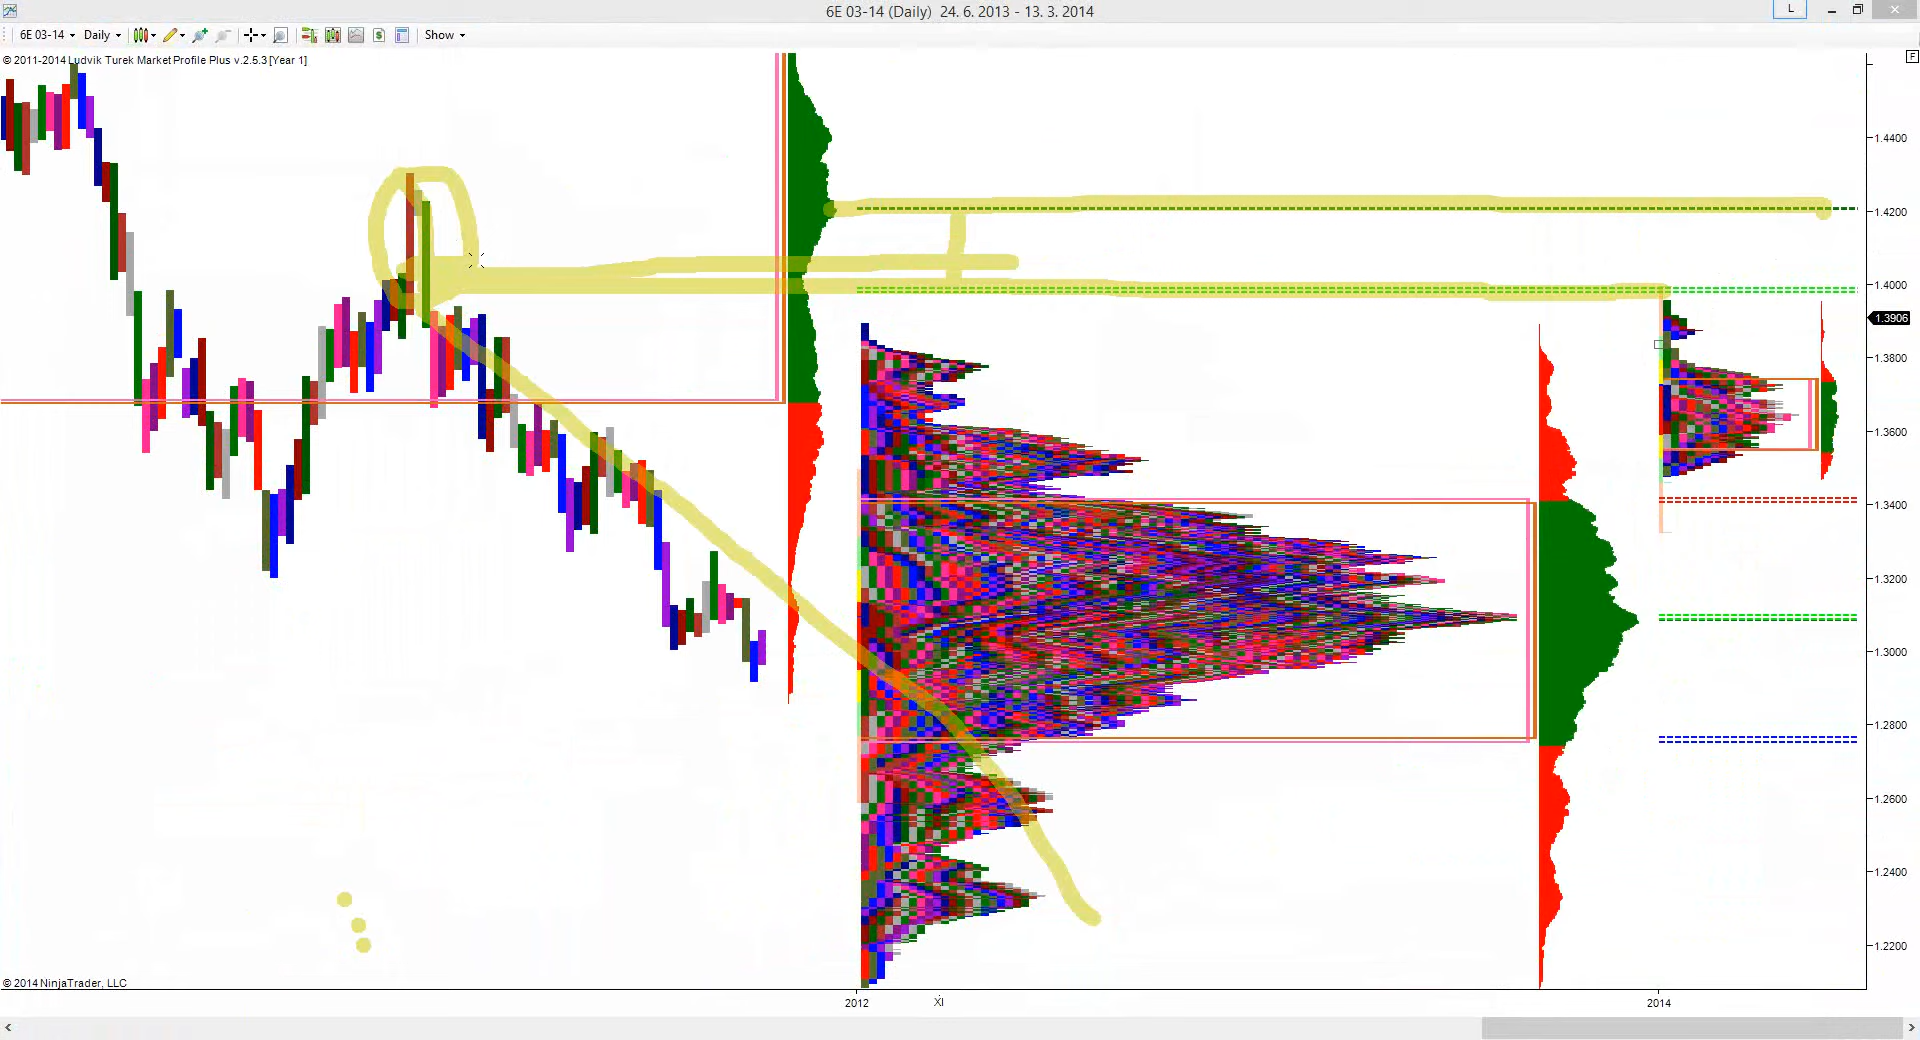 6E 03-14 (Daily) 24. 6. 2013 - 13. 3. 2014
L
6E 03-14 Daily $ Show
© 2011-2014 Ludvik Turek Market Profile Plus v.2.5.3 [Year 1]
F
1.4400
1.4200
1.4000
1.3906
1.3800
1.3600
1.3400
1.3200
1.3000
1.2800
1.2600
1.2400
1.2200
© 2014 NinjaTrader, LLC
2012 XI 2014